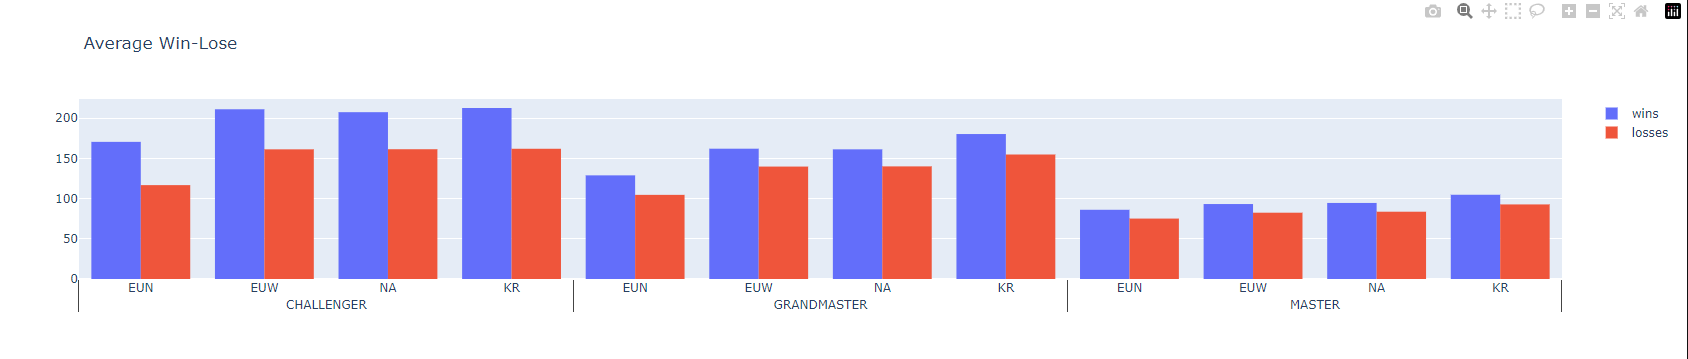 Average Win-Lose
200
150
100
50
0
wins
losses
EUN EUW NA KR EUN EUW NA KR EUN EUW NA KR
CHALLENGER GRANDMASTER MASTER